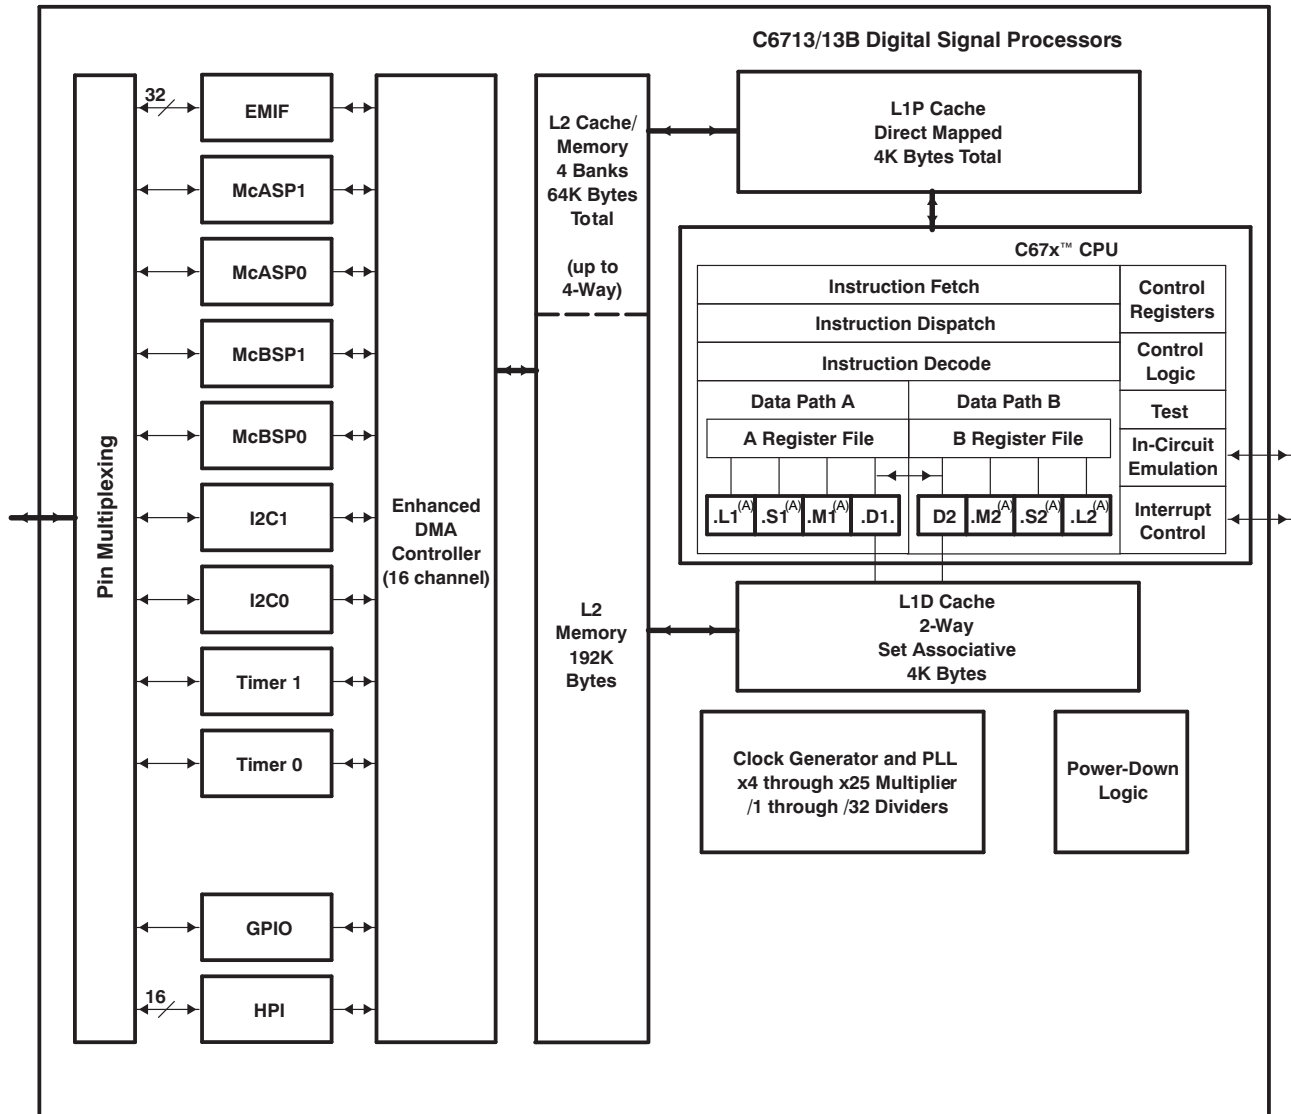 C6713/13B Digital Signal Processors
32
EMIF
McASP1
McASP0
McBSP1
McBSP0
I2C1
I2C0
Timer 1
Timer 0
GPIO
16
HPI
Pin Multiplexing
Enhanced
DMA
Controller
(16 channel)
L2 Cache/
Memory
4 Banks
64K Bytes
Total
(up to
4-Way)
L2
Memory
192K
Bytes
L1P Cache
Direct Mapped
4K Bytes Total
C67x™ CPU
Instruction Fetch
Instruction Dispatch
Instruction Decode
Data Path A
Data Path B
A Register File
B Register File
.L1(A)
.S1(A)
.M1(A)
.D1.
D2
.M2(A)
.S2(A)
.L2(A)
Control
Registers
Control
Logic
Test
In-Circuit
Emulation
Interrupt
Control
L1D Cache
2-Way
Set Associative
4K Bytes
Clock Generator and PLL
x4 through x25 Multiplier
/1 through /32 Dividers
Power-Down
Logic